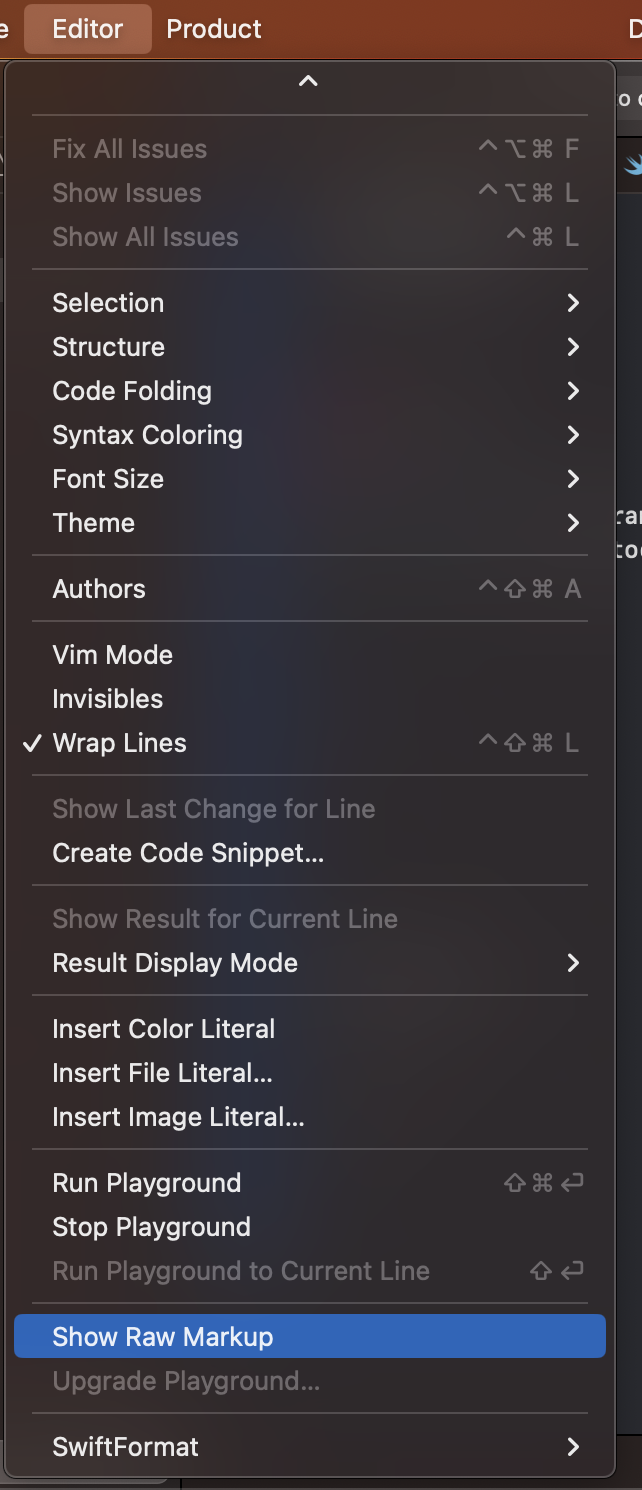 Editor Product
Fix All Issues ^⌥⌘ F
Show Issues ^⌥⌘ L
Show All Issues ^⌘ L
Selection
Structure
Code Folding
Syntax Coloring
Font Size
Theme
Authors ^⇧⌘ A
Vim Mode
Invisibles
✓ Wrap Lines ^⇧⌘ L
Show Last Change for Line
Create Code Snippet...
Show Result for Current Line
Result Display Mode
Insert Color Literal
Insert File Literal...
Insert Image Literal...
Run Playground ⇧⌘↩
Stop Playground
Run Playground to Current Line ⇧↩
Show Raw Markup
Upgrade Playground...
SwiftFormat